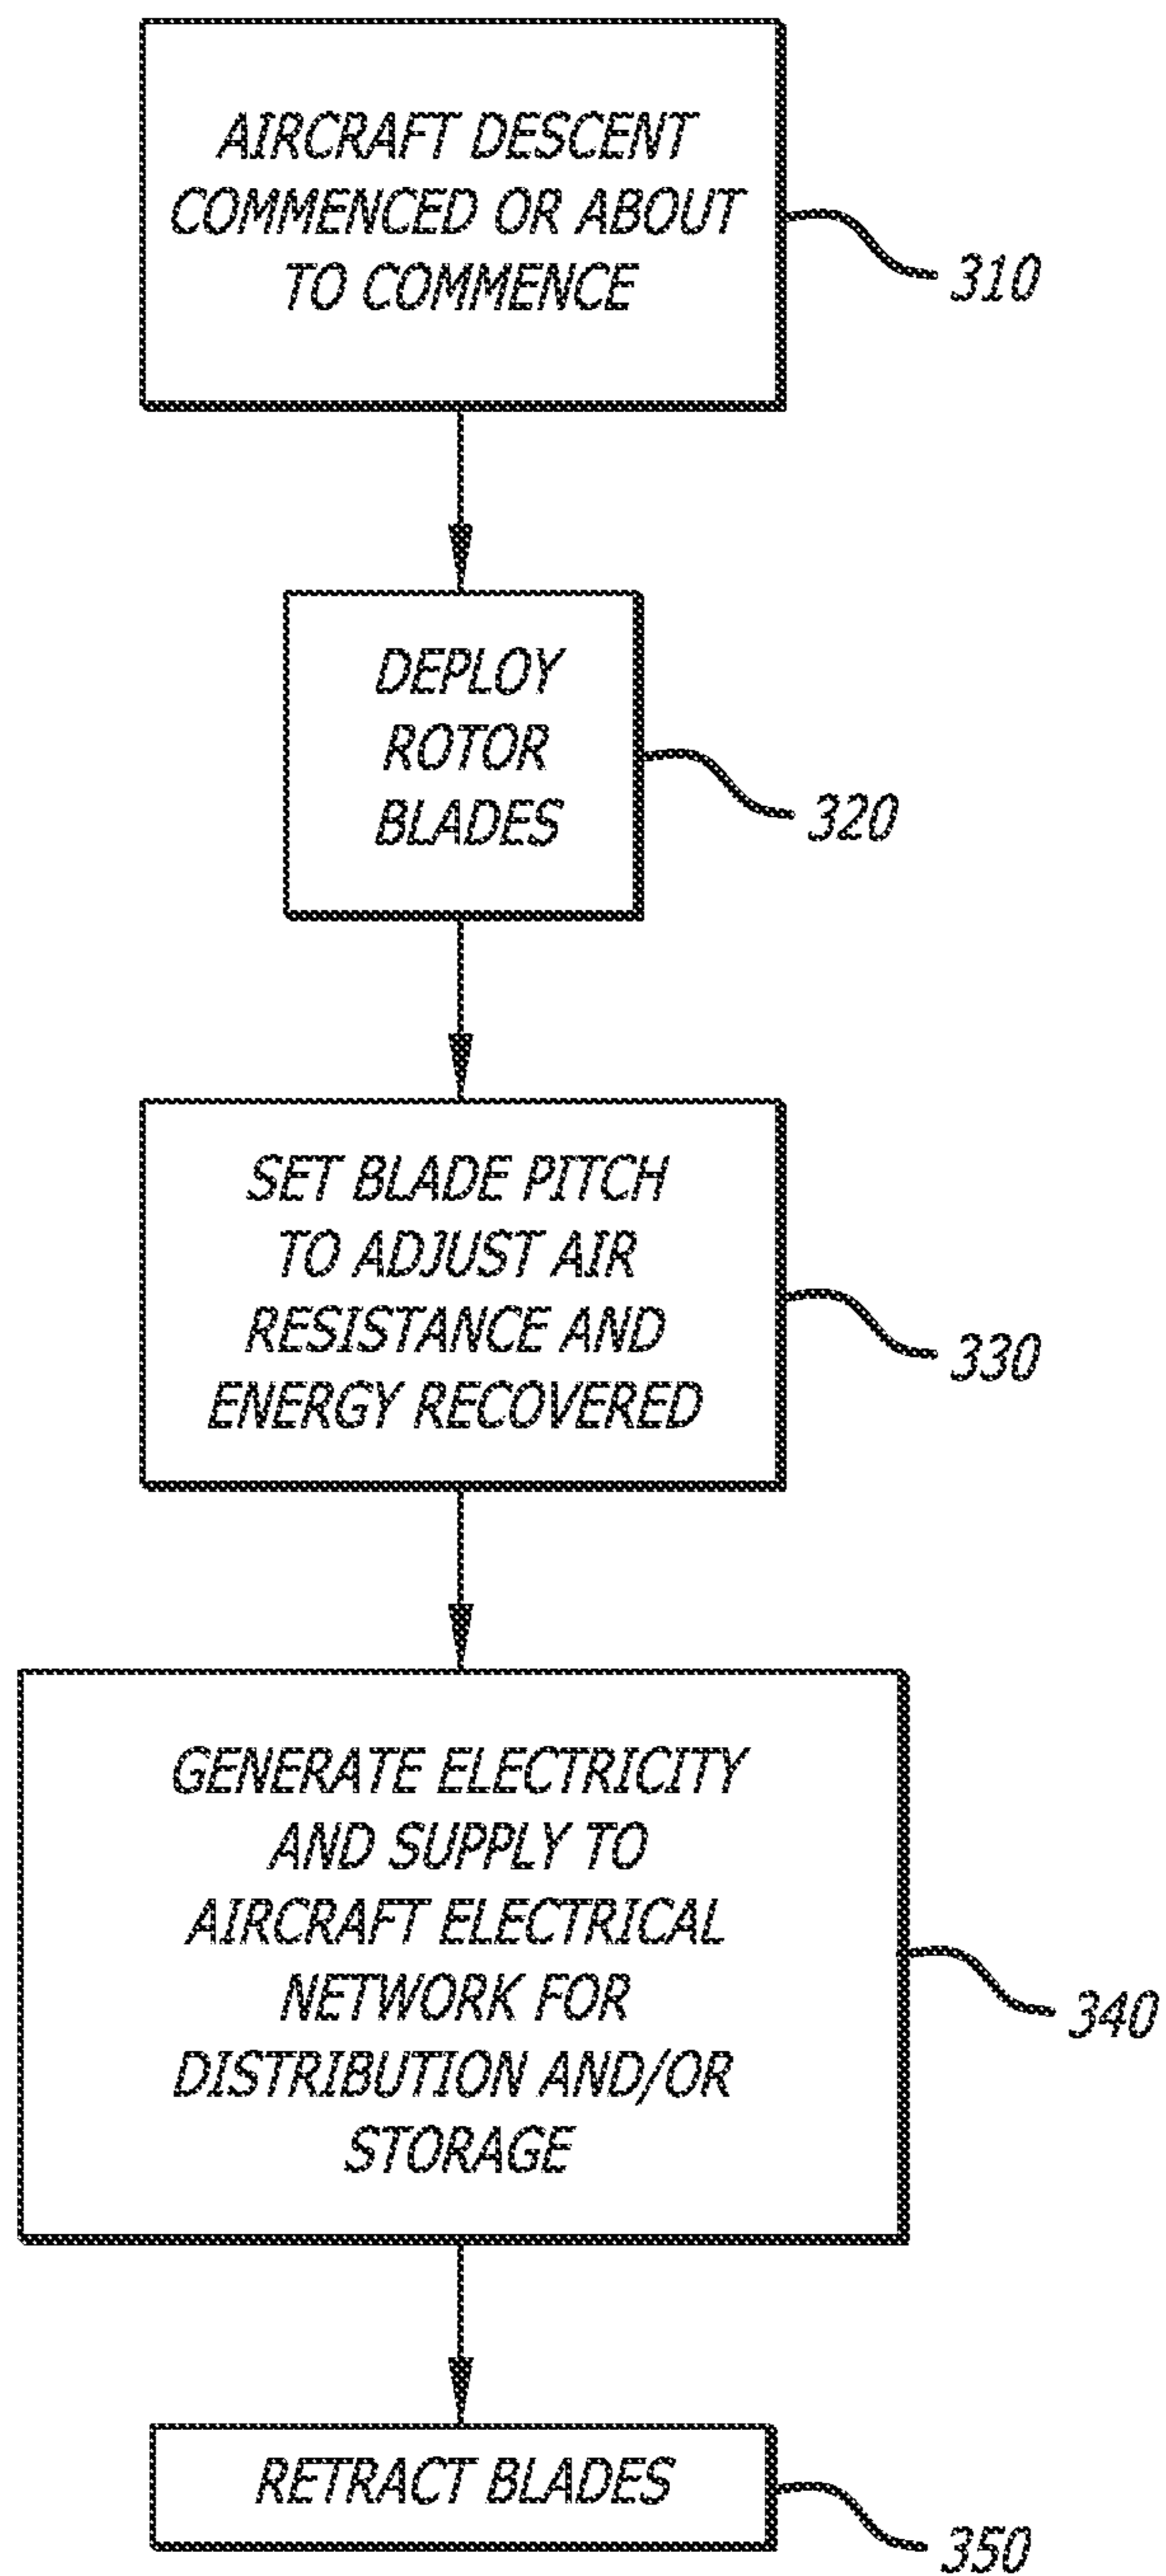 AIRCRAFT DESCENT
COMMENCED OR ABOUT
TO COMMENCE
310
DEPLOY
ROTOR
BLADES
320
SET BLADE PITCH
TO ADJUST AIR
RESISTANCE AND
ENERGY RECOVERED
330
GENERATE ELECTRICITY
AND SUPPLY TO
AIRCRAFT ELECTRICAL
NETWORK FOR
DISTRIBUTION AND/OR
STORAGE
340
RETRACT BLADES
350